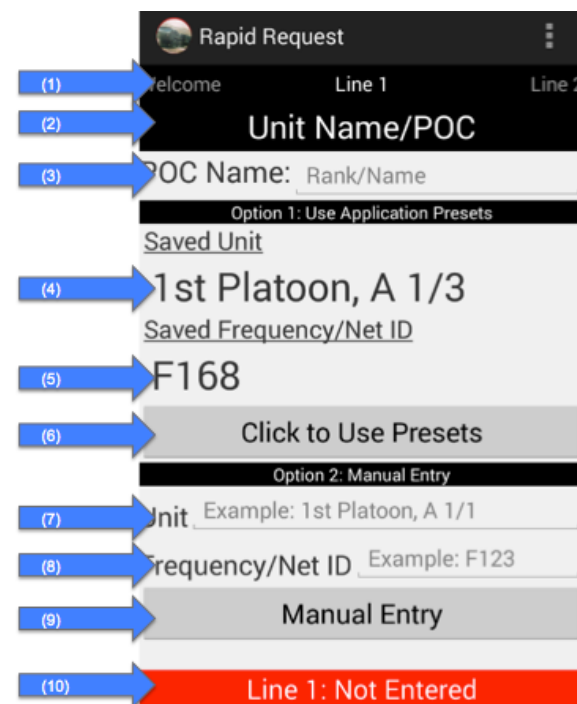 Rapid Request
(1) elcome Line 1 Line 2
(2) Unit Name/POC
(3) POC Name: Rank/Name
Option 1: Use Application Presets
Saved Unit
(4) 1st Platoon, A 1/3
Saved Frequency/Net ID
(5) F168
(6) Click to Use Presets
Option 2: Manual Entry
(7) Unit Example: 1st Platoon, A 1/1
(8) Frequency/Net ID Example: F123
(9) Manual Entry
(10) Line 1: Not Entered